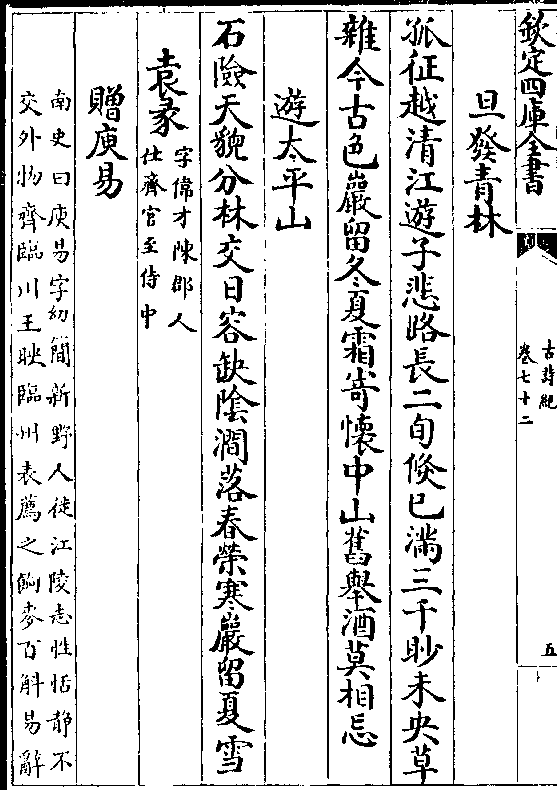 欽定四庫全書
古詩紀
卷七十二
五
旦發青林
孤征越清江遊子悲路長二旬倐已滿三千眇未央草
雜今古色巖留冬夏霜寄懷中山舊舉酒莫相忘
遊太平山
石險天貌分林交日容缺陰澗落春榮寒巖留夏雪
袁彖
字偉才陳郡人
仕齊官至侍中
贈庾易
南史曰庾易字幼簡新野人徙江陵志性恬静不
交外物齊臨川王映臨州表薦之餉麥百斛易辭